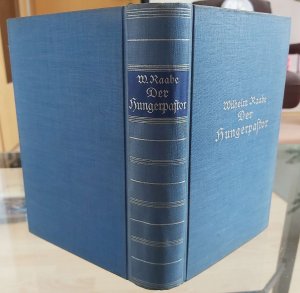 W. Raabe
Der
Hungerpastor
Wilhelm Raabe
Der
Hungerpastor